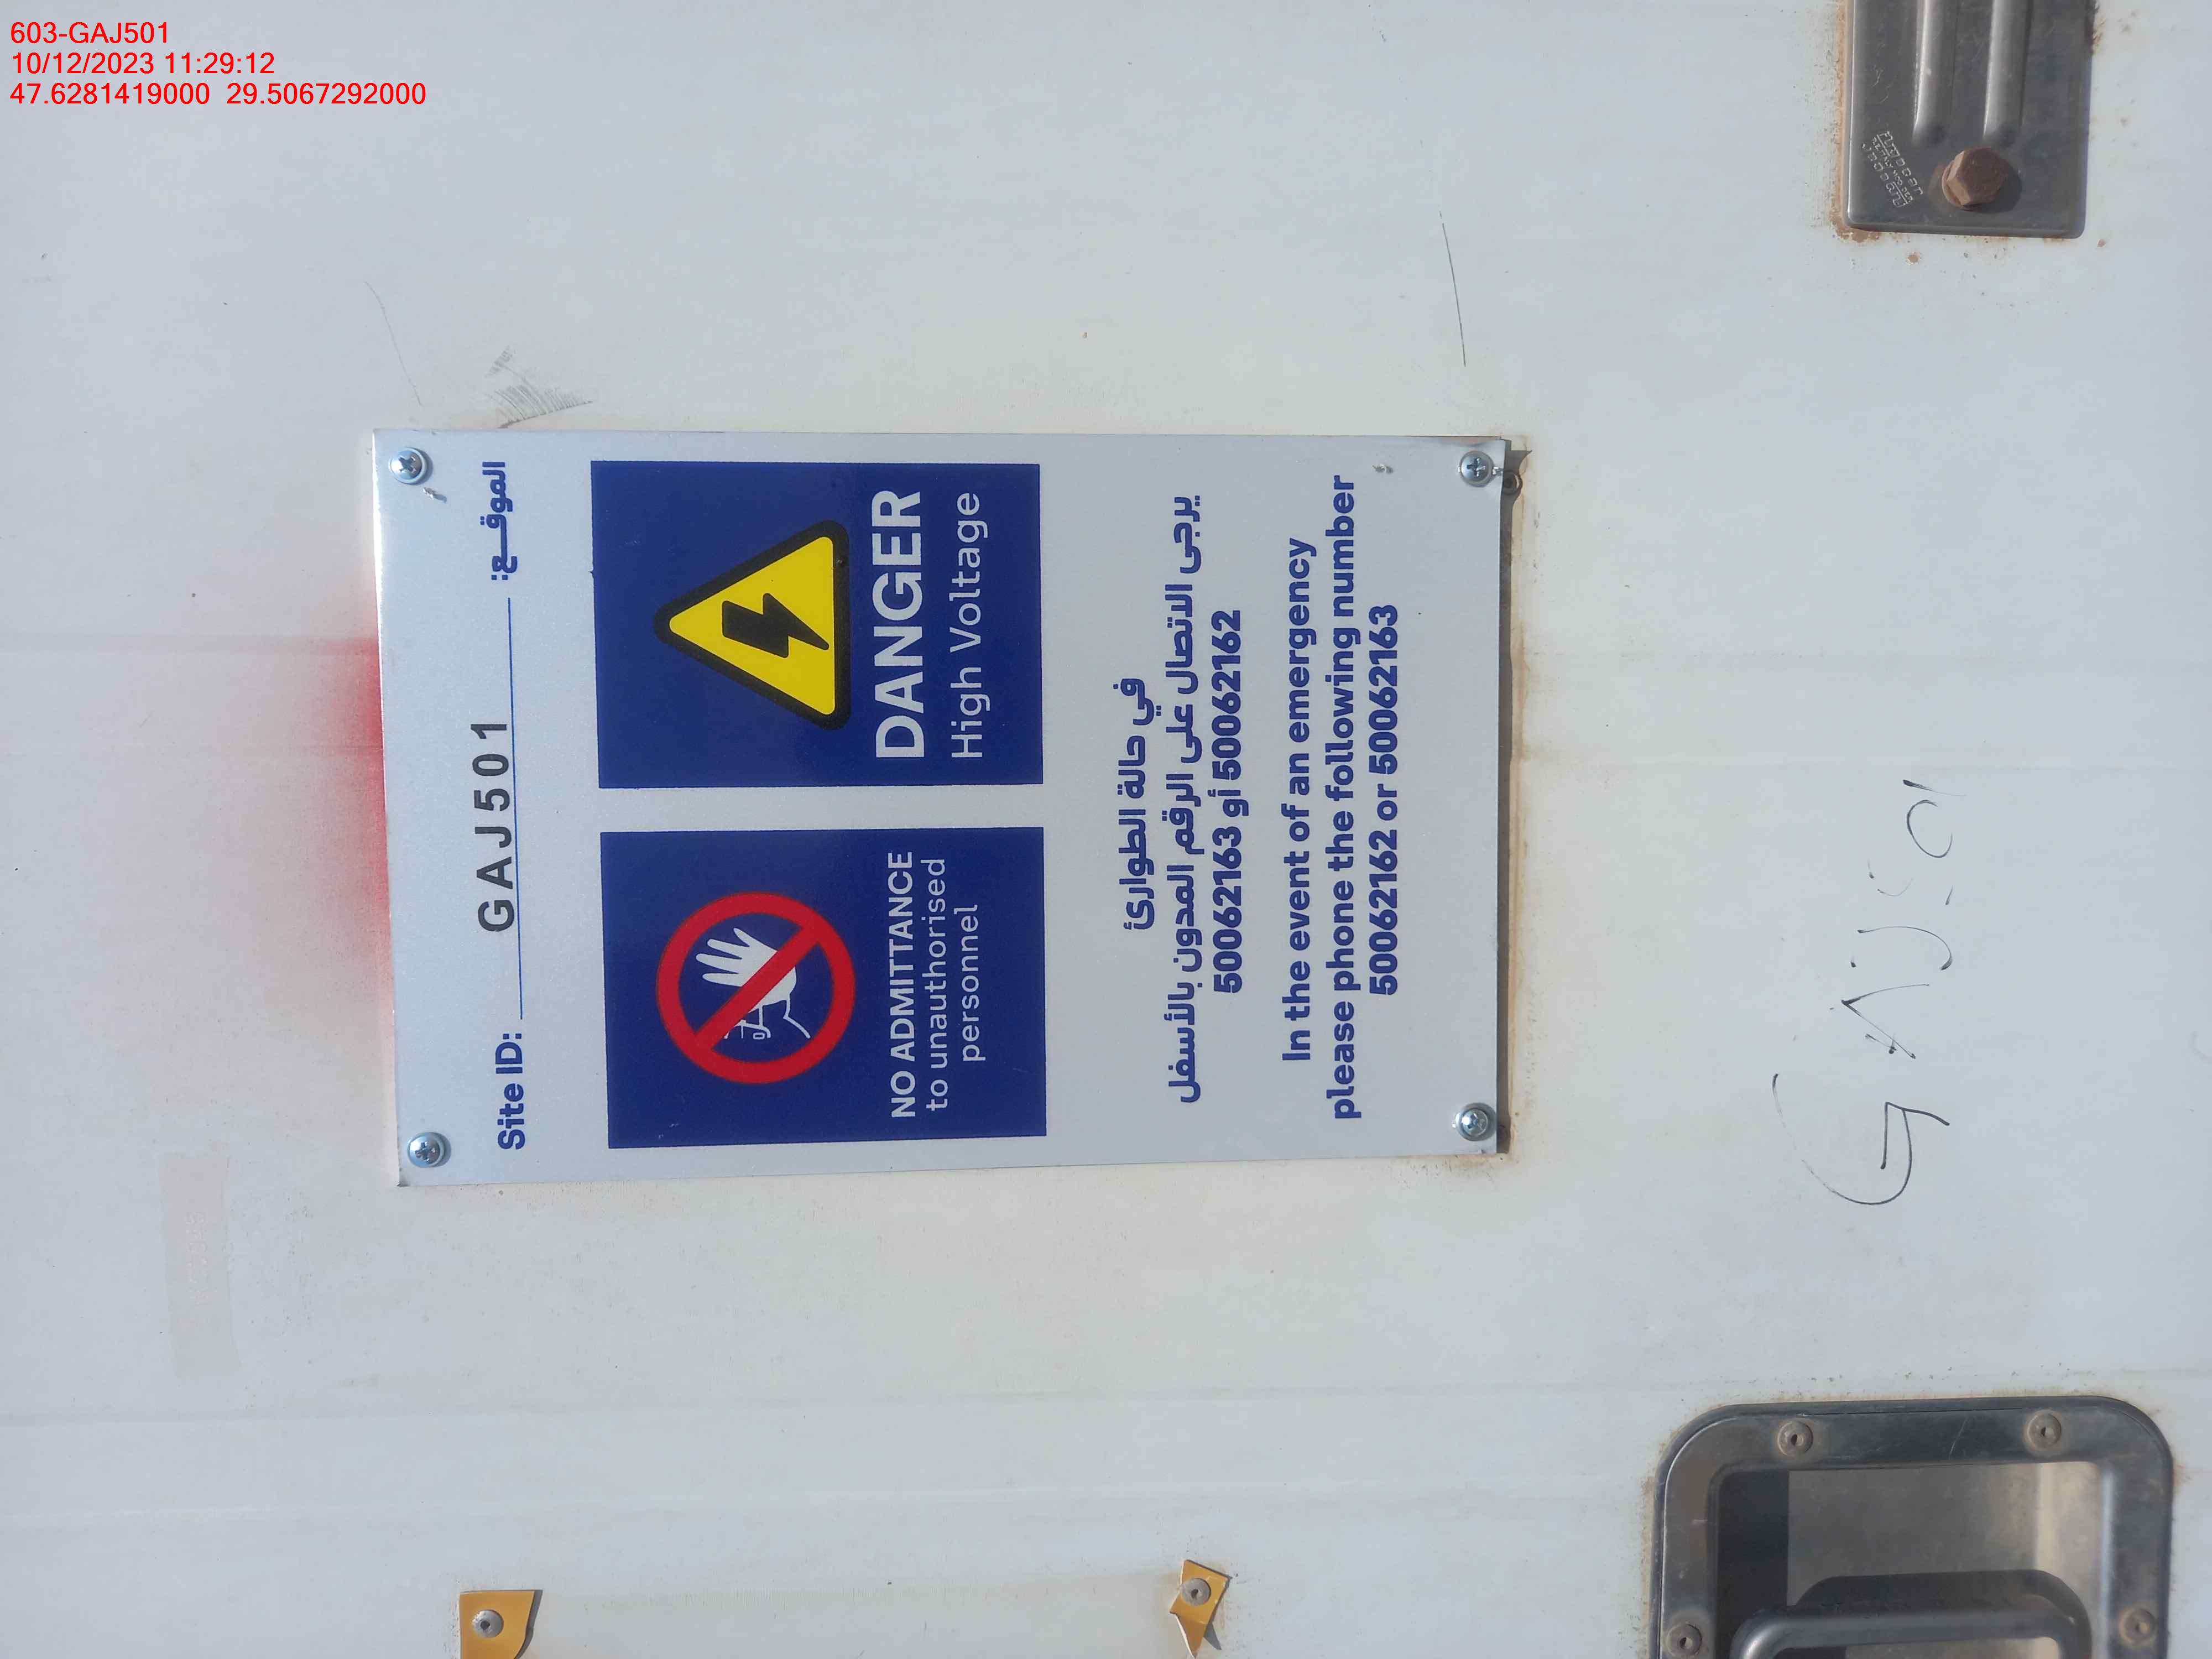 603-GAJ501
10/12/2023 11:29:12
47.6281419000 29.5067292000
Site ID: GAJ501 الموقـــع:
NO ADMITTANCE
to unauthorised
personnel
DANGER
High Voltage
في حالة الطوارئ
يرجى الاتصال على الرقم المدون بالأسفل
50062163 أو 50062162
In the event of an emergency
please phone the following number
50062162 or 50062163
GAJ501